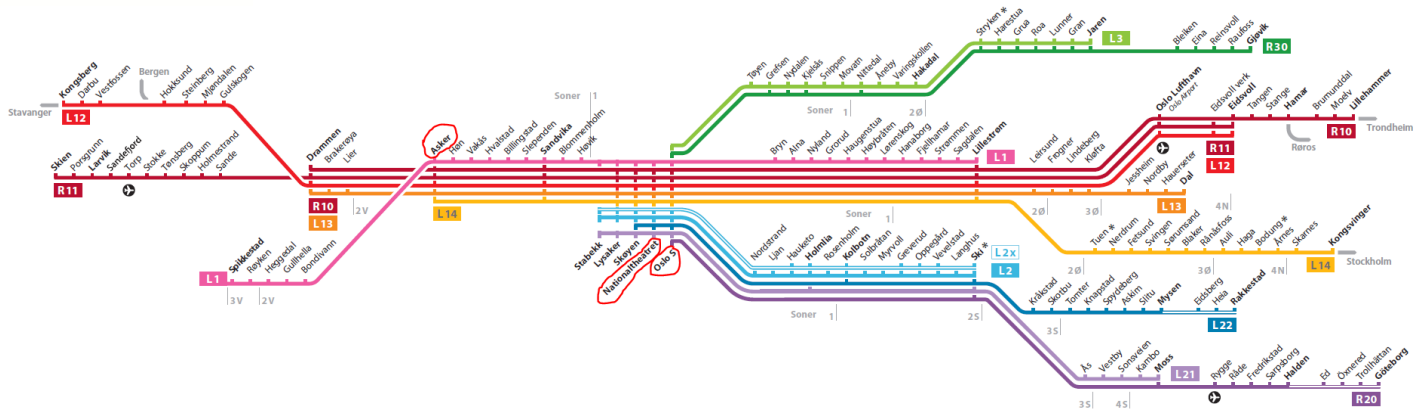 Stavanger
Kongsberg
Darbu
Vestfossen
Bergen
Hokksund
Steinberg
Mjøndalen
Gulskogen
L12
Skien
Porsgrunn
Larvik
Sandefjord
Torp
Stokke
Tønsberg
Skoppum
Holmestrand
Sande
R11
Drammen
Brakerøya
Lier
R10
L13
2V
L1
Spikkestad
Røyken
Heggedal
Gullhella
Bondivann
3V
2V
Asker
Høn
Vakås
Hvalstad
Billingstad
Slependen
Sandvika
Blommenholm
Høvik
Soner 1
L14
Stabekk
Lysaker
Skøyen
Nationaltheatret
Oslo S
Tøyen
Grefsen
Nydalen
Kjelsås
Snippen
Movatn
Nittedal
Åneby
Varingskollen
Hakadal
Soner 1
2Ø
Stryken *
Harestua
Grua
Roa
Lunner
Gran
Jaren
L3
Bleiken
Eina
Reinsvoll
Raufoss
Gjøvik
R30
Bryn
Alna
Nyland
Grorud
Haugenstua
Høybråten
Lørenskog
Hanaborg
Fjellhamar
Strømmen
Sagdalen
Lillestrøm
L1
Oslo Lufthavn
Oslo Airport
Eidsvoll verk
Eidsvoll
Tangen
Stange
Hamar
Brumunddal
Moelv
Lillehammer
R10
Trondheim
Røros
R11
L12
Leirsund
Frogner
Lindeberg
Kløfta
Jessheim
Nordby
Hauerseter
Dal
L13
2Ø
3Ø
4N
Soner 1
Tuen *
Nerdrum
Fetsund
Svingen
Sørumsand
Blaker
Rånåsfoss
Auli
Haga
Bodung *
Årnes
Skarnes
Kongsvinger
L14
Stockholm
2Ø
3Ø
4N
Nordstrand
Ljan
Hauketo
Holmlia
Rosenholm
Kolbotn
Solbråtan
Myrvoll
Greverud
Oppegård
Vevelstad
Langhus
Ski *
L2x
L2
Soner 1
2S
Kråkstad
Skotbu
Tomter
Knapstad
Spydeberg
Askim
Slitu
Mysen
Eidsberg
Heia
Rakkestad
L22
3S
Ås
Vestby
Sonsveien
Kambo
Moss
L21
Rygge
Råde
Fredrikstad
Sarpsborg
Halden
Ed
Öxnered
Trollhättan
Göteborg
R20
3S
4S